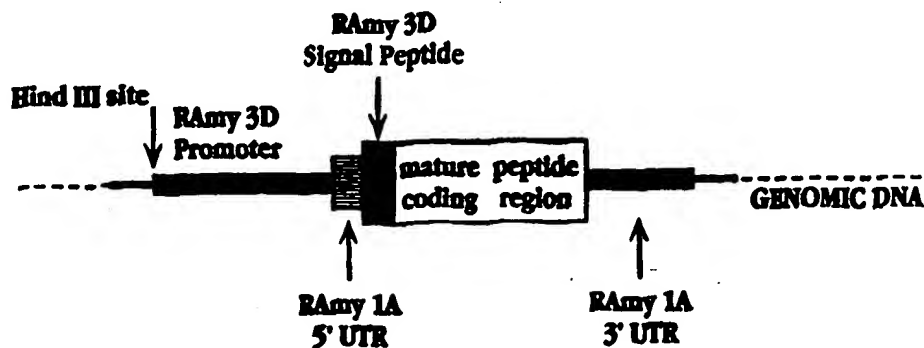 RAmy 3D
Signal Peptide
Hind III site
RAmy 3D
Promoter
mature peptide
coding region
GENOMIC DNA
RAmy 1A
5' UTR
RAmy 1A
3' UTR